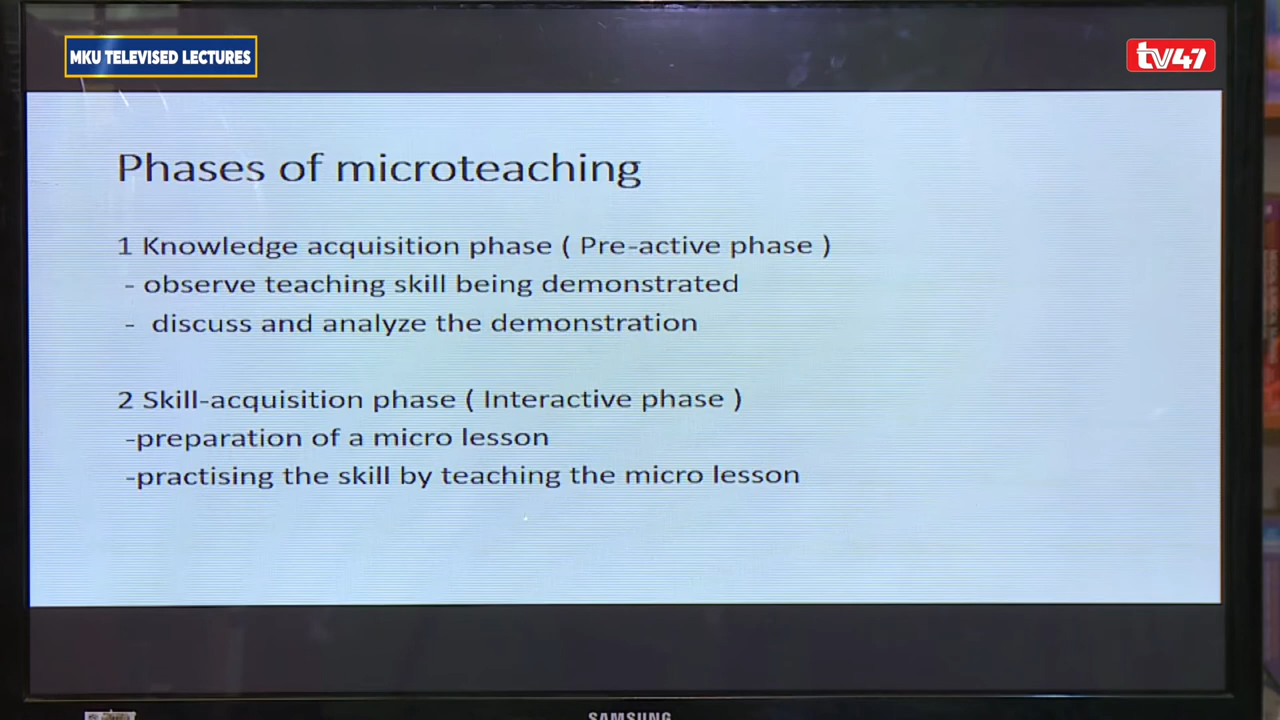 MKU TELEVISED LECTURES
tv47
Phases of microteaching
1 Knowledge acquisition phase ( Pre-active phase )
- observe teaching skill being demonstrated
- discuss and analyze the demonstration
2 Skill-acquisition phase ( Interactive phase )
-preparation of a micro lesson
-practising the skill by teaching the micro lesson
SAMSUNG